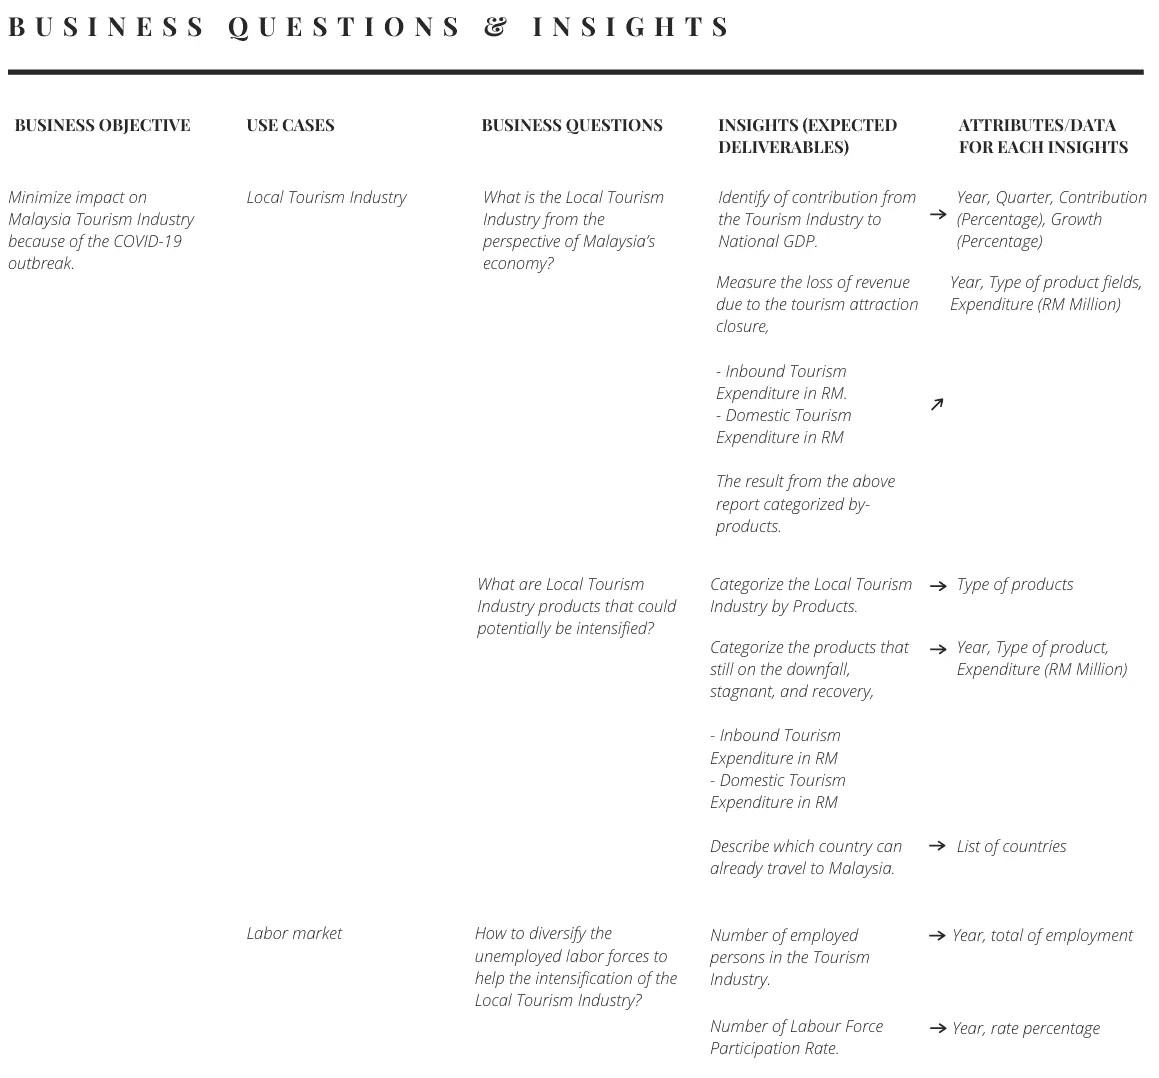 BUSINESS QUESTIONS & INSIGHTS
BUSINESS OBJECTIVE
USE CASES
BUSINESS QUESTIONS
INSIGHTS (EXPECTED
DELIVERABLES)
ATTRIBUTES/DATA
FOR EACH INSIGHTS
Minimize impact on
Malaysia Tourism Industry
because of the COVID-19
outbreak.
Local Tourism Industry
What is the Local Tourism
Industry from the
perspective of Malaysia's
economy?
Identify of contribution from
the Tourism Industry to
National GDP.
→
Year, Quarter, Contribution
(Percentage), Growth
(Percentage)
Measure the loss of revenue
due to the tourism attraction
closure,
- Inbound Tourism
Expenditure in RM.
- Domestic Tourism
Expenditure in RM
The result from the above
report categorized by-
products.
↗
Year, Type of product fields,
Expenditure (RM Million)
What are Local Tourism
Industry products that could
potentially be intensified?
Categorize the Local Tourism
Industry by Products.
→
Type of products
Categorize the products that
still on the downfall,
stagnant, and recovery,
- Inbound Tourism
Expenditure in RM
- Domestic Tourism
Expenditure in RM
→
Year, Type of product,
Expenditure (RM Million)
Describe which country can
already travel to Malaysia.
→
List of countries
Labor market
How to diversify the
unemployed labor forces to
help the intensification of the
Local Tourism Industry?
Number of employed
persons in the Tourism
Industry.
→
Year, total of employment
Number of Labour Force
Participation Rate.
→
Year, rate percentage